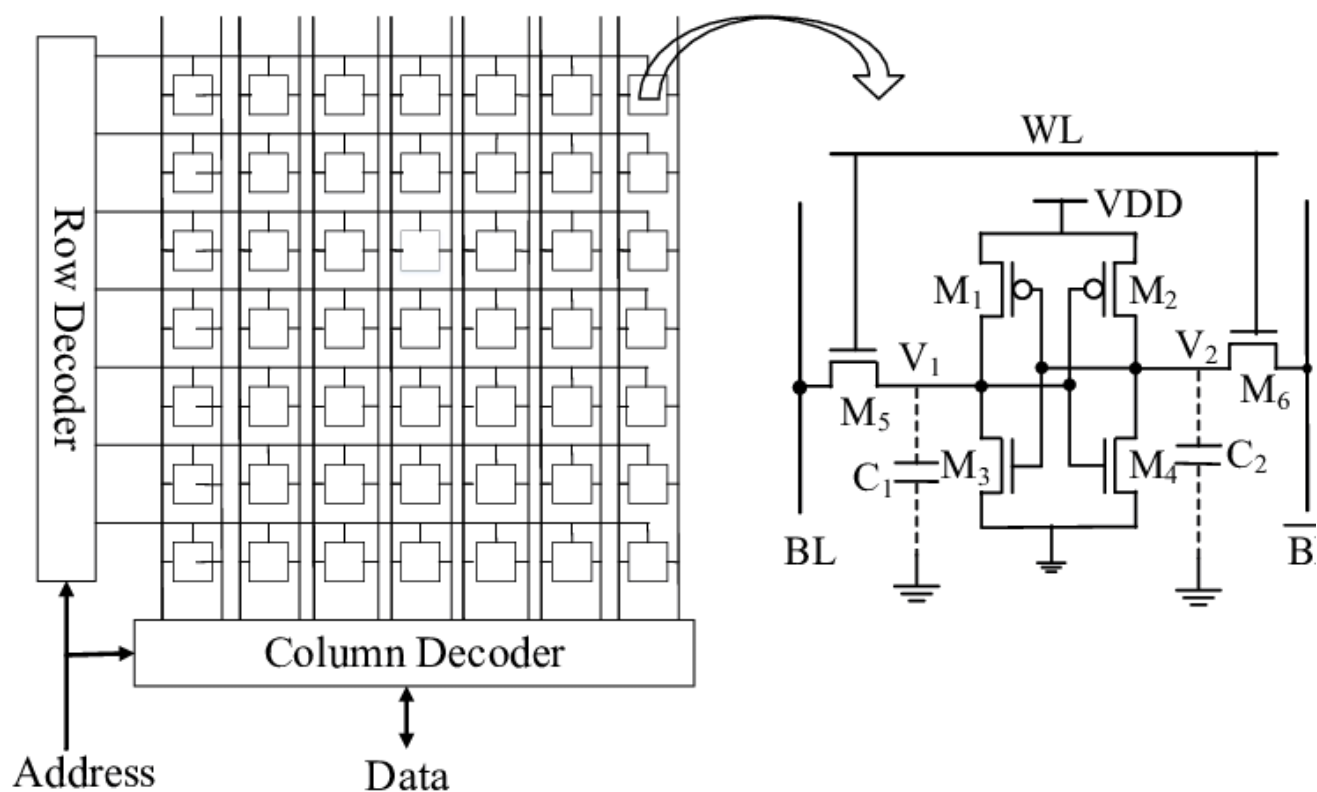 Row Decoder
Column Decoder
Address
Data
WL
VDD
M1
M2
V1
V2
M5
M6
C1
M3
M4
C2
BL
B